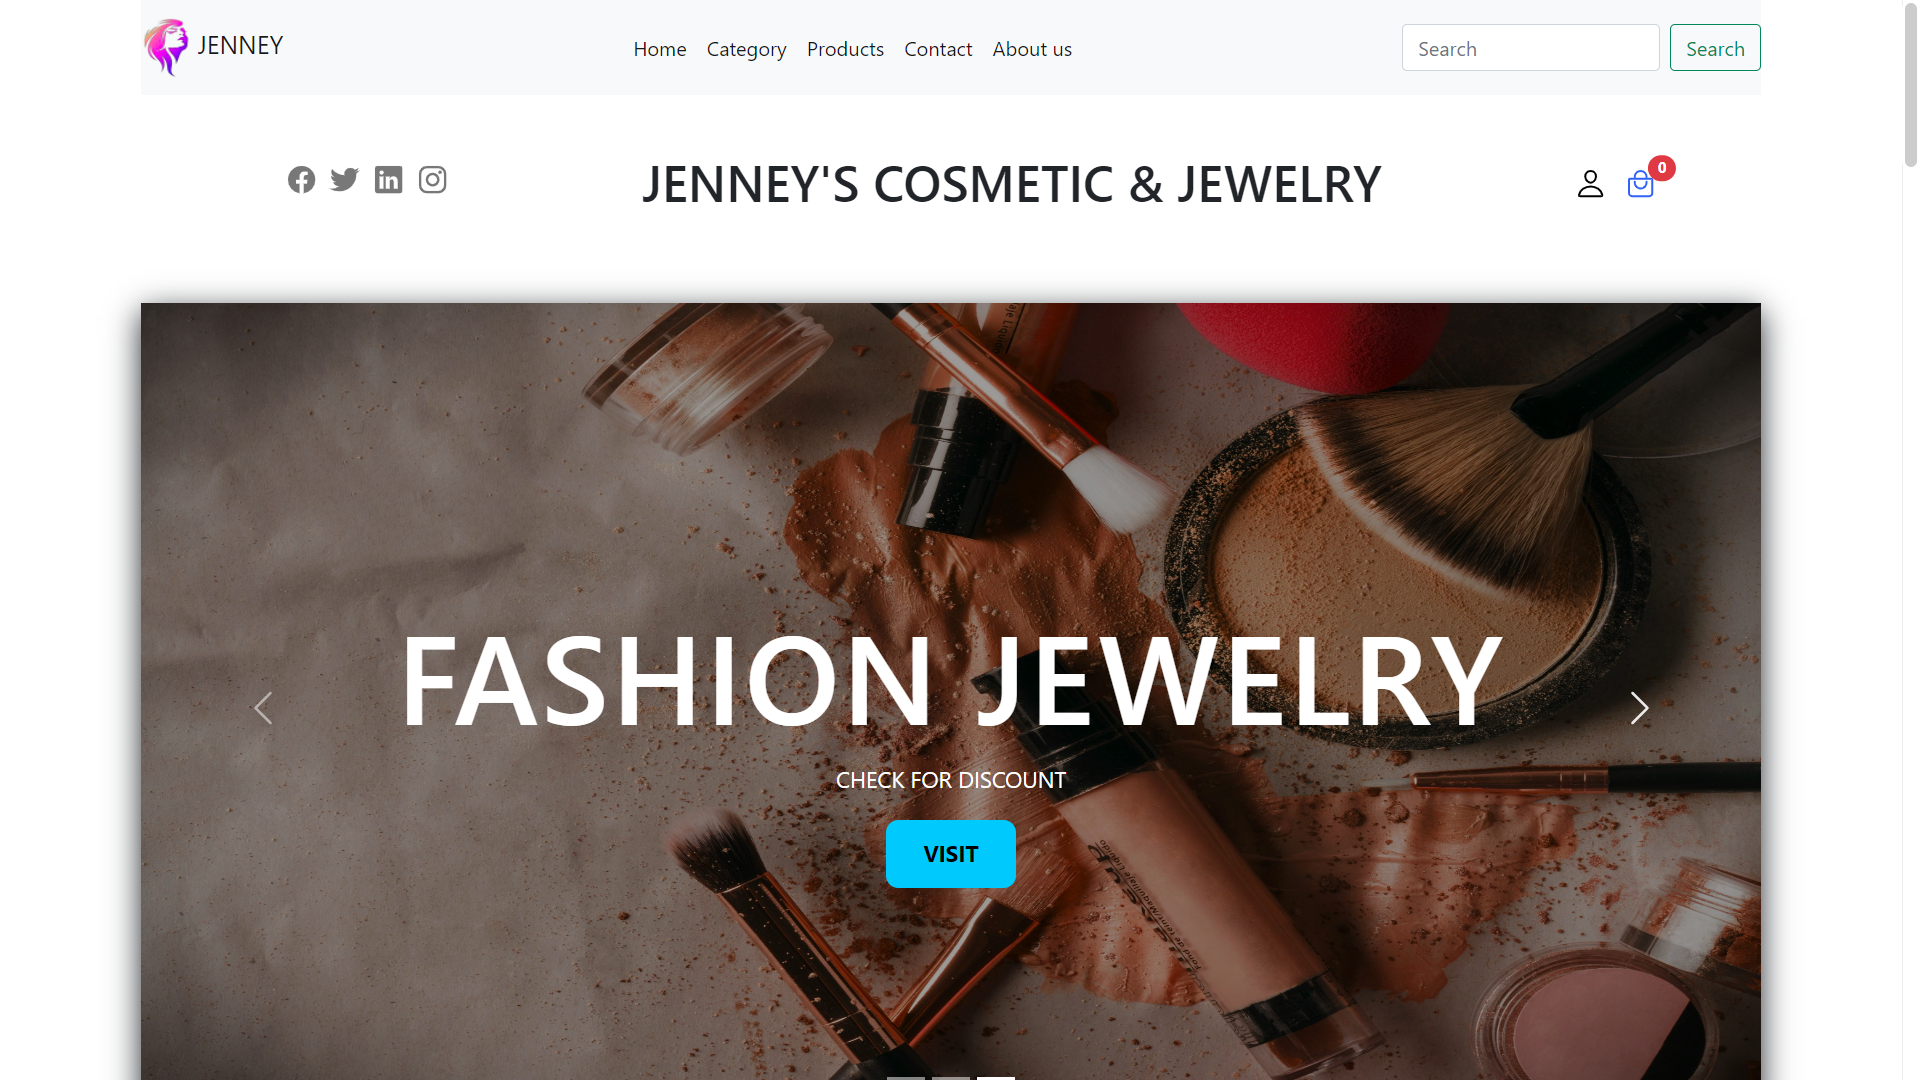 JENNEY
Home Category Products Contact About us
Search
Search
JENNEY'S COSMETIC & JEWELRY
0
FASHION JEWELRY
CHECK FOR DISCOUNT
VISIT